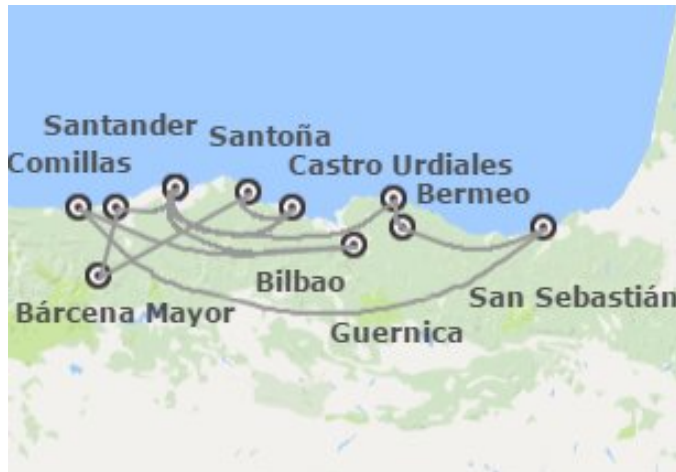 Santander
Santoña
Comillas
Castro Urdiales
Bermeo
Bilbao
San Sebastián
Bárcena Mayor
Guernica